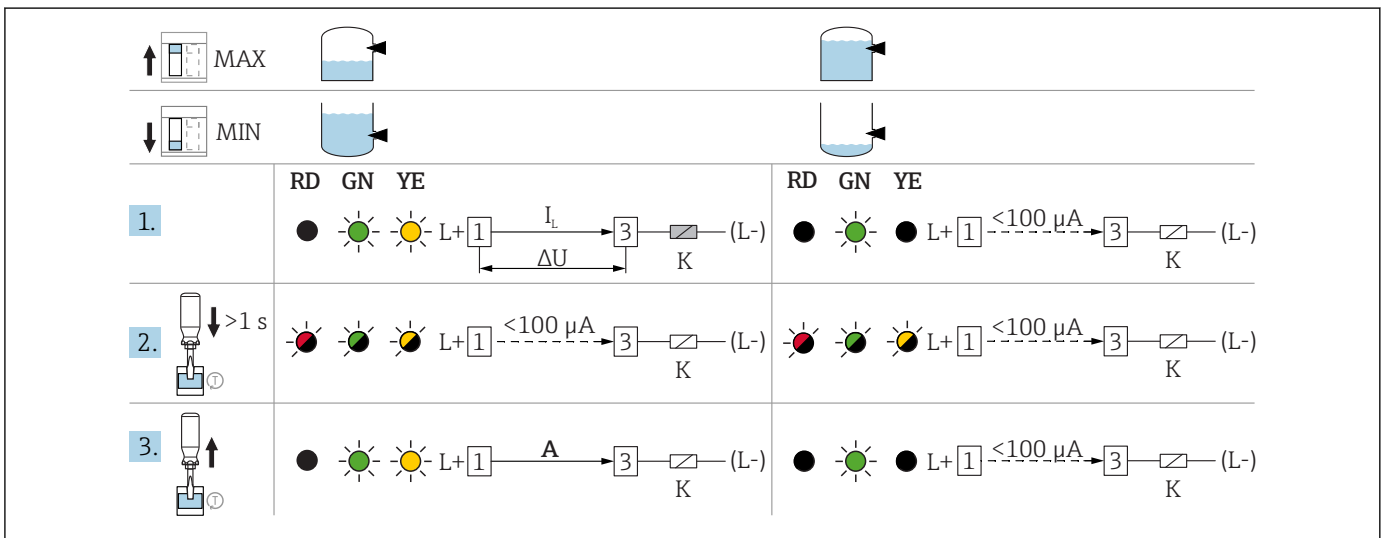 MAX
MIN
RD GN YE RD GN YE
1. L+ 1 I_L 3 (L-) L+ 1 <100 µA 3 (L-)
ΔU K K
2. >1 s L+ 1 <100 µA 3 (L-) L+ 1 <100 µA 3 (L-)
T K K
3. L+ 1 A 3 (L-) L+ 1 <100 µA 3 (L-)
T K K